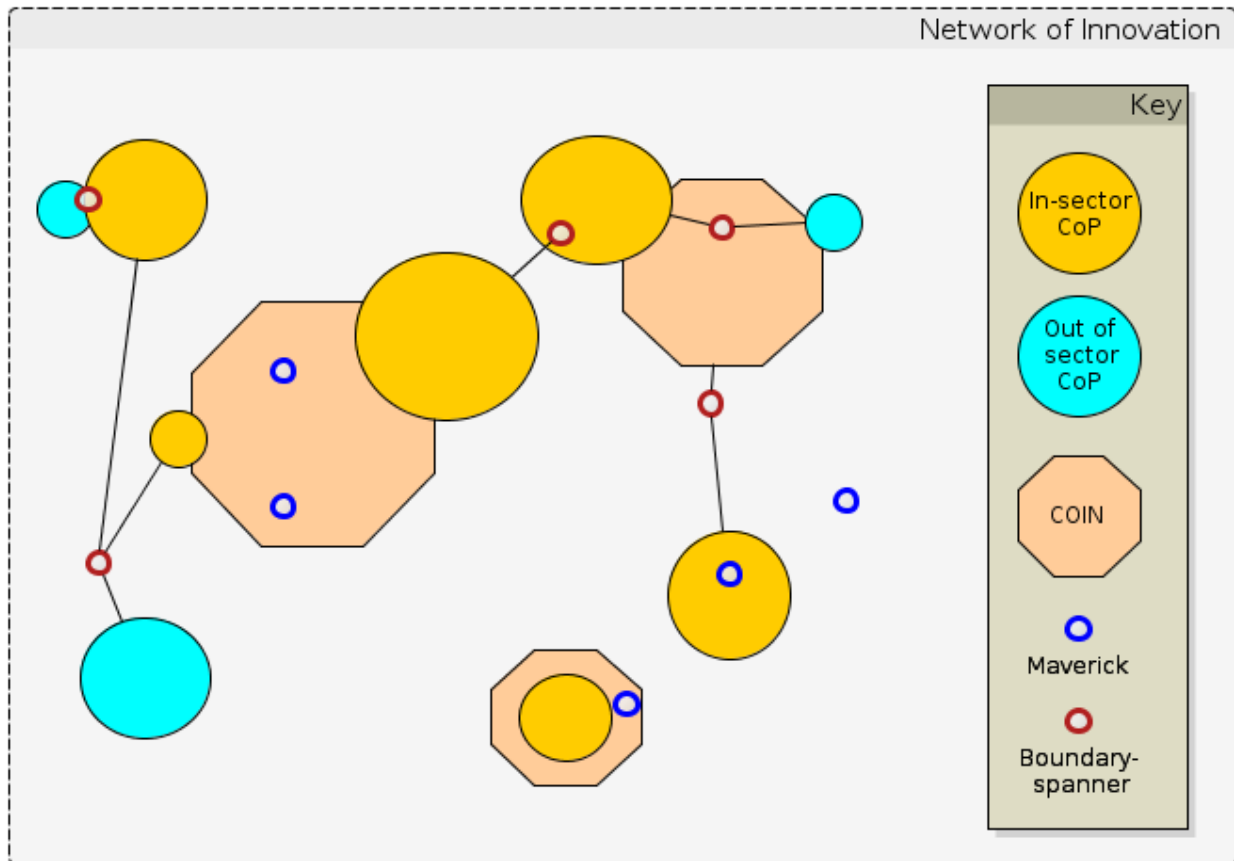 Network of Innovation
Key
In-sector
CoP
Out of
sector
CoP
COIN
Maverick
Boundary-
spanner